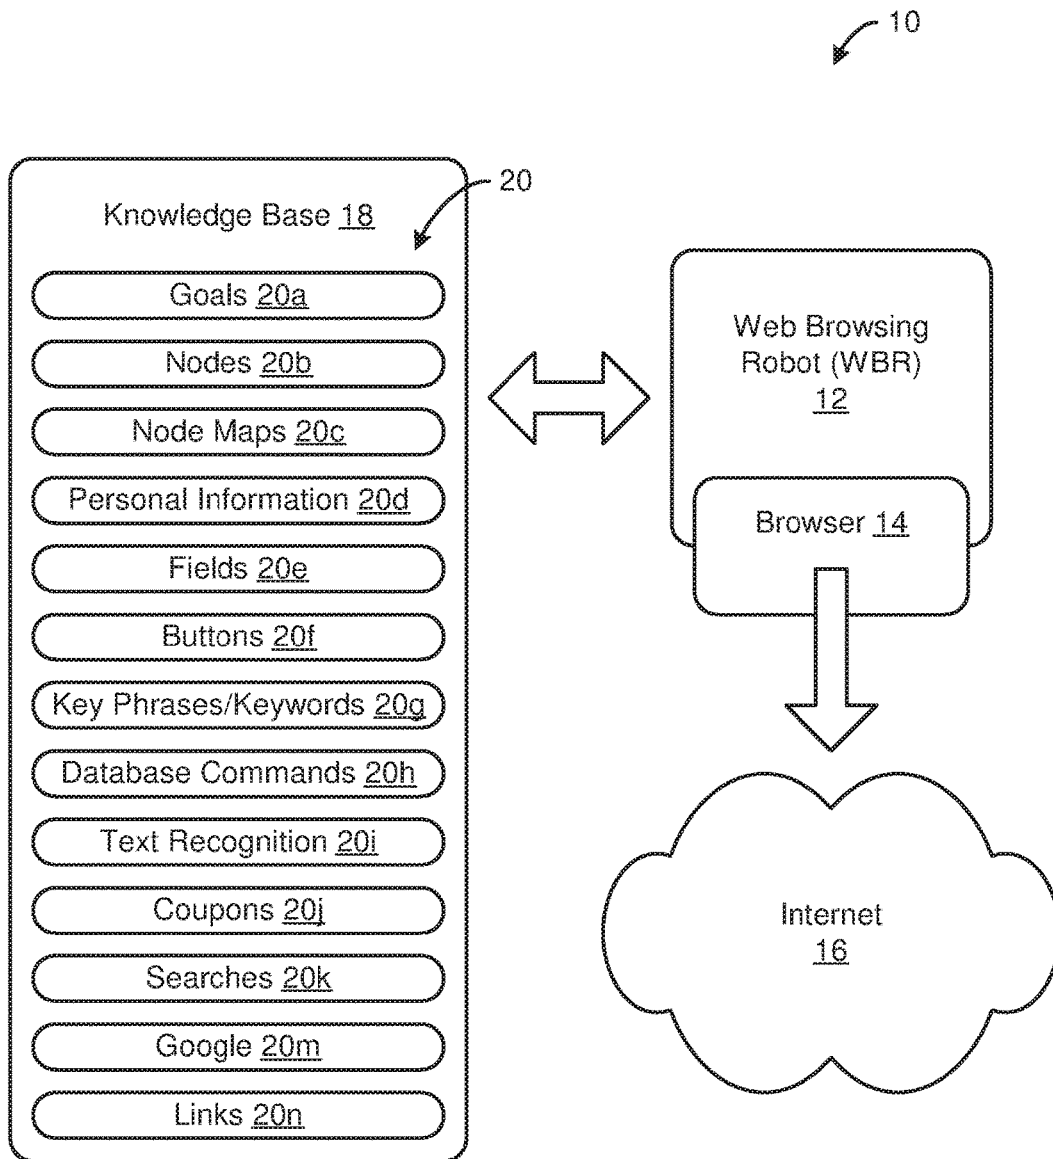 10
20
Knowledge Base 18
Goals 20a
Nodes 20b
Node Maps 20c
Personal Information 20d
Fields 20e
Buttons 20f
Key Phrases/Keywords 20g
Database Commands 20h
Text Recognition 20i
Coupons 20j
Searches 20k
Google 20m
Links 20n
Web Browsing
Robot (WBR)
12
Browser 14
Internet
16